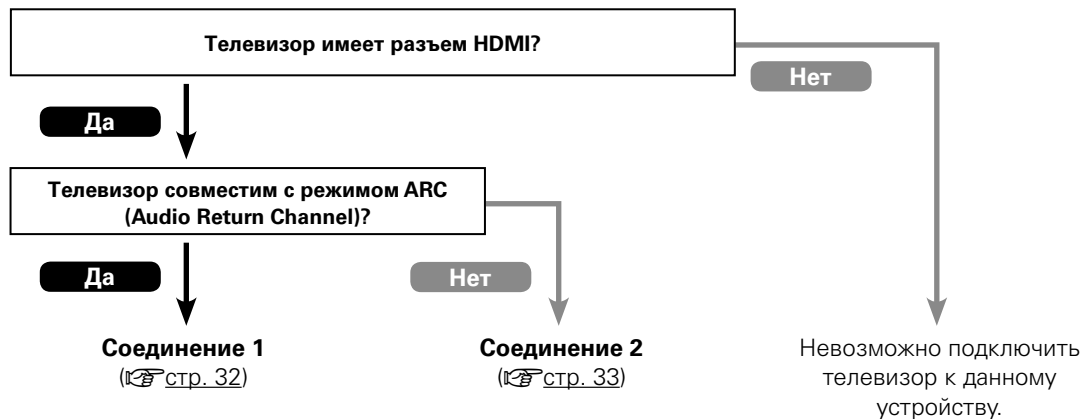 Телевизор имеет разъем HDMI?
Нет
Да
Телевизор совместим с режимом ARC
(Audio Return Channel)?
Да
Нет
Соединение 1
(☞стр. 32)
Соединение 2
(☞стр. 33)
Невозможно подключить
телевизор к данному
устройству.